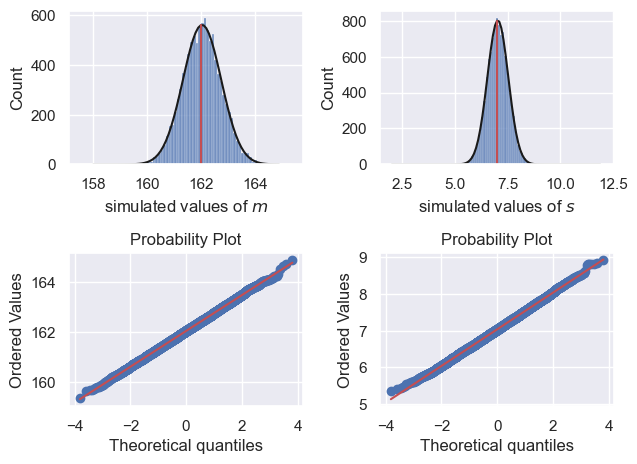 600
400
200
0
Count
158 160 162 164
simulated values of m
800
600
400
200
0
Count
2.5 5.0 7.5 10.0 12.5
simulated values of s
Probability Plot
164
162
160
Ordered Values
−4 −2 0 2 4
Theoretical quantiles
Probability Plot
9
8
7
6
5
Ordered Values
−4 −2 0 2 4
Theoretical quantiles